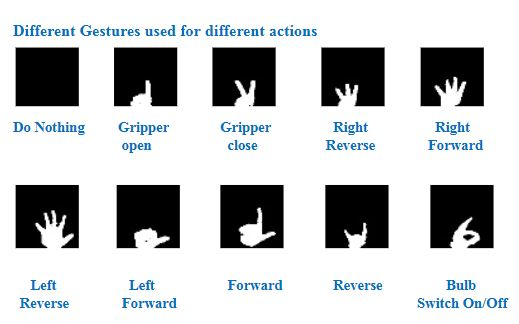 Different Gestures used for different actions
Do Nothing
Gripper
open
Gripper
close
Right
Reverse
Right
Forward
Left
Reverse
Left
Forward
Forward
Reverse
Bulb
Switch On/Off